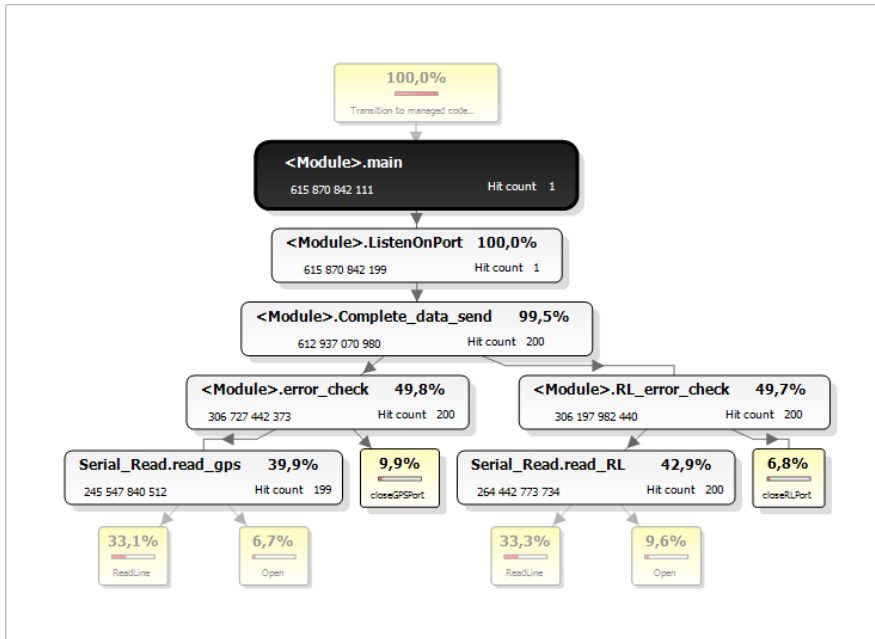 100,0%
Transition to managed code...
<Module>.main
615 870 842 111 Hit count 1
<Module>.ListenOnPort 100,0%
615 870 842 199 Hit count 1
<Module>.Complete_data_send 99,5%
612 937 070 980 Hit count 200
<Module>.error_check 49,8%
306 727 442 373 Hit count 200
<Module>.RL_error_check 49,7%
306 197 982 440 Hit count 200
Serial_Read.read_gps 39,9%
245 547 840 512 Hit count 199
9,9%
closeGPSPort
Serial_Read.read_RL 42,9%
264 442 773 734 Hit count 200
6,8%
closeRLPort
33,1%
ReadLine
6,7%
Open
33,3%
ReadLine
9,6%
Open